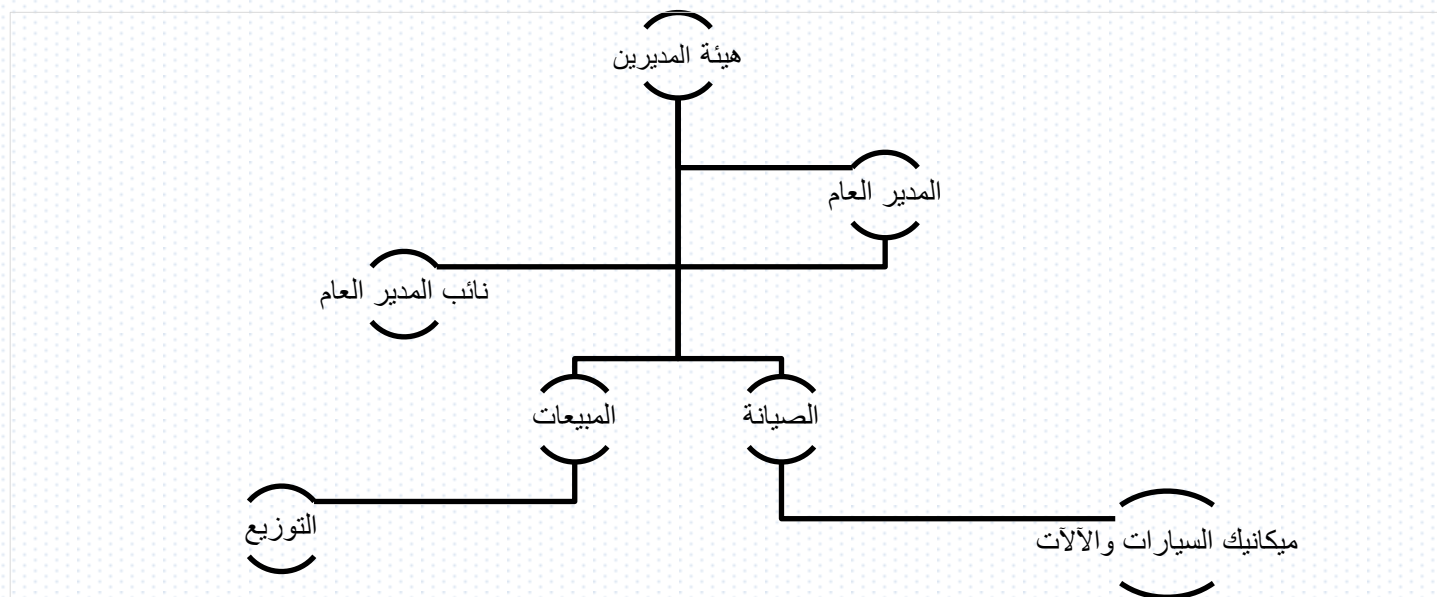 هيئة المديرين
المدير العام
نائب المدير العام
الصيانة
المبيعات
التوزيع
ميكانيك السيارات والآلآت